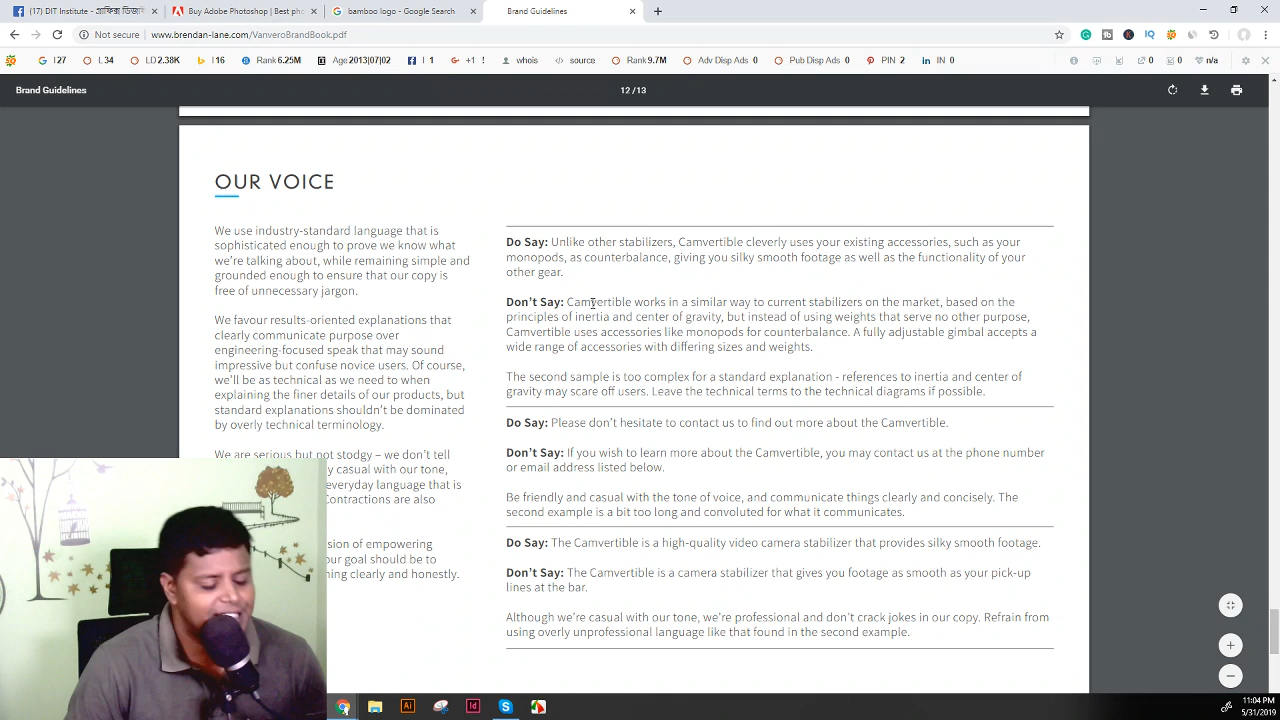 (17) DIT Institute -
Buy Adobe Photoshop | Best phot
bamboo logo - Google Search
Brand Guidelines
Not secure | www.brendan-lane.com/VanveroBrandBook.pdf
I 27
L 34
LD 2.38K
I 16
Rank 6.25M
Age 2013|07|02
I 1
+1 !
whois
source
Rank 9.7M
Adv Disp Ads 0
Pub Disp Ads 0
PIN 2
IN 0
0
0
n/a
Brand Guidelines
12 / 13
OUR VOICE
We use industry-standard language that is
sophisticated enough to prove we know what
we're talking about, while remaining simple and
grounded enough to ensure that our copy is
free of unnecessary jargon.
We favour results-oriented explanations that
clearly communicate purpose over
engineering-focused speak that may sound
impressive but confuse novice users. Of course,
we'll be as technical as we need to when
explaining the finer details of our products, but
standard explanations shouldn't be dominated
by overly technical terminology.
We are serious but not stodgy – we don't tell
y casual with our tone,
everyday language that is
Contractions are also
sion of empowering
our goal should be to
ning clearly and honestly.
Do Say: Unlike other stabilizers, Camvertible cleverly uses your existing accessories, such as your
monopods, as counterbalance, giving you silky smooth footage as well as the functionality of your
other gear.
Don't Say: Camvertible works in a similar way to current stabilizers on the market, based on the
principles of inertia and center of gravity, but instead of using weights that serve no other purpose,
Camvertible uses accessories like monopods for counterbalance. A fully adjustable gimbal accepts a
wide range of accessories with differing sizes and weights.
The second sample is too complex for a standard explanation - references to inertia and center of
gravity may scare off users. Leave the technical terms to the technical diagrams if possible.
Do Say: Please don't hesitate to contact us to find out more about the Camvertible.
Don't Say: If you wish to learn more about the Camvertible, you may contact us at the phone number
or email address listed below.
Be friendly and casual with the tone of voice, and communicate things clearly and concisely. The
second example is a bit too long and convoluted for what it communicates.
Do Say: The Camvertible is a high-quality video camera stabilizer that provides silky smooth footage.
Don't Say: The Camvertible is a camera stabilizer that gives you footage as smooth as your pick-up
lines at the bar.
Although we're casual with our tone, we're professional and don't crack jokes in our copy. Refrain from
using overly unprofessional language like that found in the second example.
11:04 PM
5/31/2019